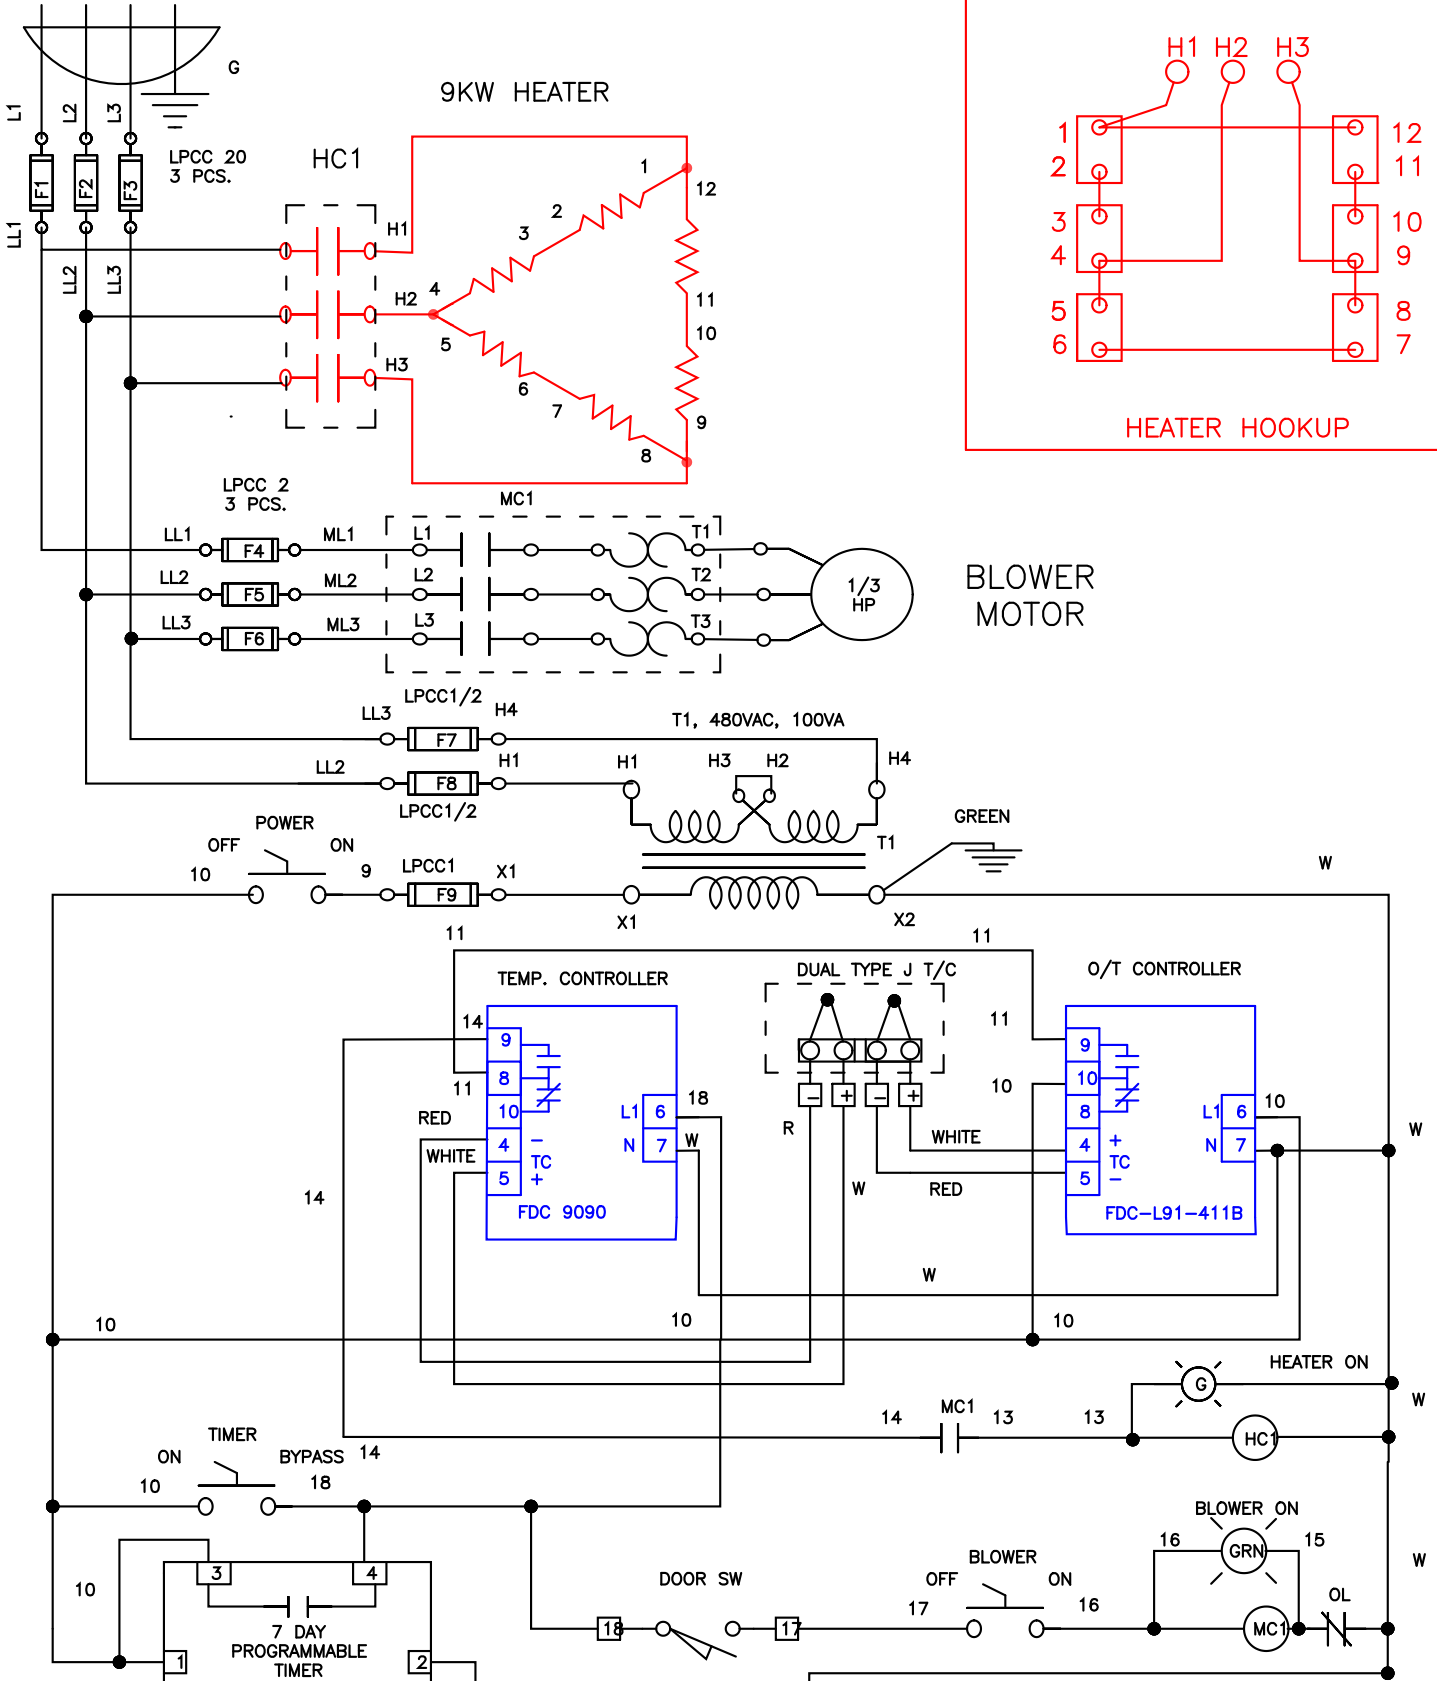 H1 H2 H3
1
2
3
4
5
6
12
11
10
9
8
7
HEATER HOOKUP
G
L1
L2
L3
F1
F2
F3
LPCC 20
3 PCS.
LL1
LL2
LL3
9KW HEATER
HC1
H1
H2
H3
1
2
3
4
5
6
7
8
12
11
10
9
LPCC 2
3 PCS.
MC1
LL1 F4 ML1 L1 T1
LL2 F5 ML2 L2 T2
LL3 F6 ML3 L3 T3
1/3
HP
BLOWER
MOTOR
LPCC1/2
LL3 F7 H4
T1, 480VAC, 100VA
LL2 F8 H1
LPCC1/2
H1 H3 H2 H4
T1
POWER
OFF ON
10 9
LPCC1
F9 X1
X1 X2
GREEN
W
11 11
TEMP. CONTROLLER
DUAL TYPE J T/C
O/T CONTROLLER
14 9
11 8
10
RED 4 −
WHITE TC
5 +
L1 6 18
N 7 W
FDC 9090
− + − +
R
W
WHITE
RED
11
9
10 10
8
4 +
TC
5 −
L1 6 10
N 7
FDC-L91-411B
W
14
W
10 10 10
HEATER ON
G
W
14 MC1 13 13
HC1
TIMER
ON BYPASS 14
10 18
BLOWER ON
16 GRN 15
W
3 4
10
7 DAY
PROGRAMMABLE
TIMER
1 2
DOOR SW
18 17
BLOWER
OFF ON
17 16
MC1
OL